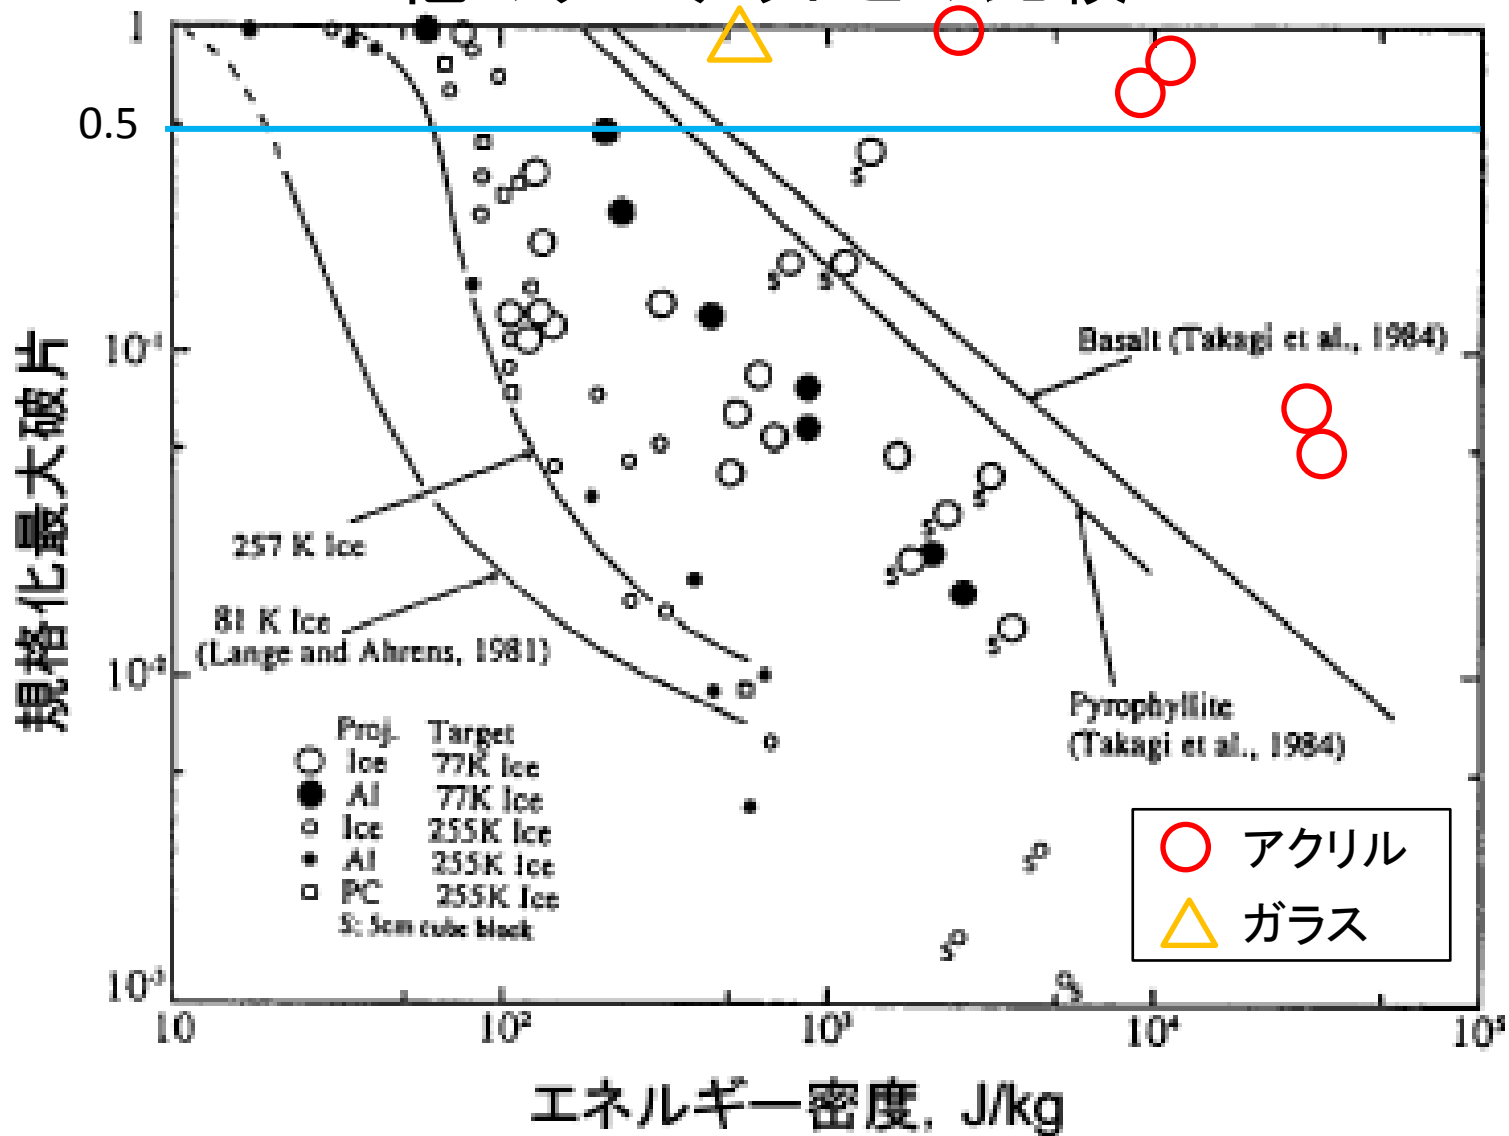 1
0.5
10⁻¹
10⁻²
10⁻³
規格化最大破片
Basalt (Takagi et al., 1984)
257 K Ice
81 K Ice
(Lange and Ahrens, 1981)
Pyrophyllite
(Takagi et al., 1984)
Proj. Target
Ice 77K Ice
Al 77K Ice
Ice 255K Ice
Al 255K Ice
PC 255K Ice
S: 5cm cube block
S
S
S
S
S
S
S
S
S
S
アクリル
ガラス
10 10² 10³ 10⁴ 10⁵
エネルギー密度, J/kg